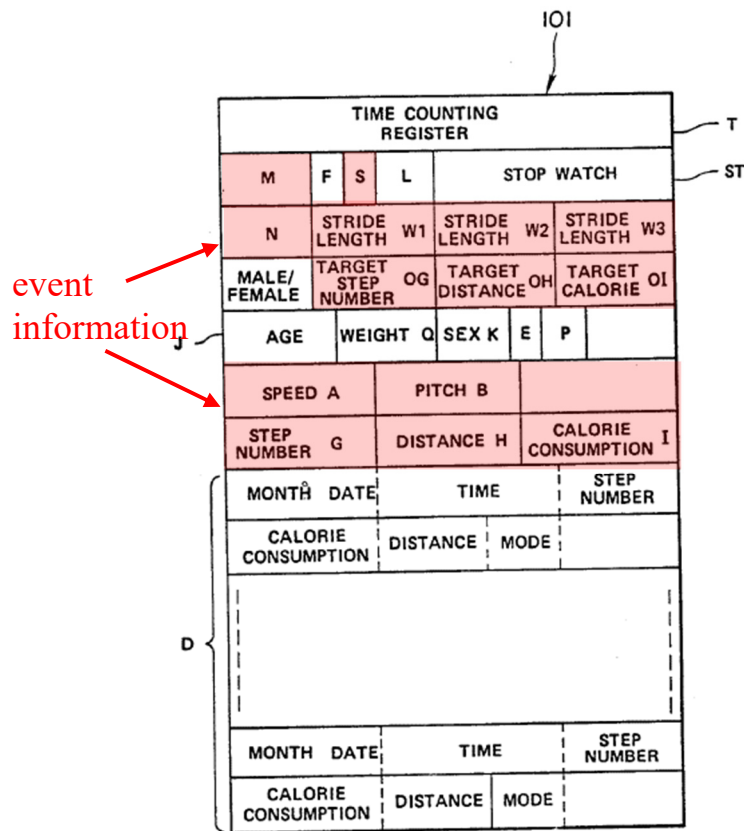 101
TIME COUNTING
REGISTER
T
M F S L STOP WATCH
ST
N STRIDE LENGTH W1 STRIDE LENGTH W2 STRIDE LENGTH W3
event
information
MALE/
FEMALE
TARGET STEP NUMBER OG TARGET DISTANCE OH TARGET CALORIE OI
J
AGE WEIGHT Q SEX K E P
SPEED A PITCH B
STEP NUMBER G DISTANCE H CALORIE CONSUMPTION I
MONTH DATE TIME STEP NUMBER
CALORIE CONSUMPTION DISTANCE MODE
D
MONTH DATE TIME STEP NUMBER
CALORIE CONSUMPTION DISTANCE MODE